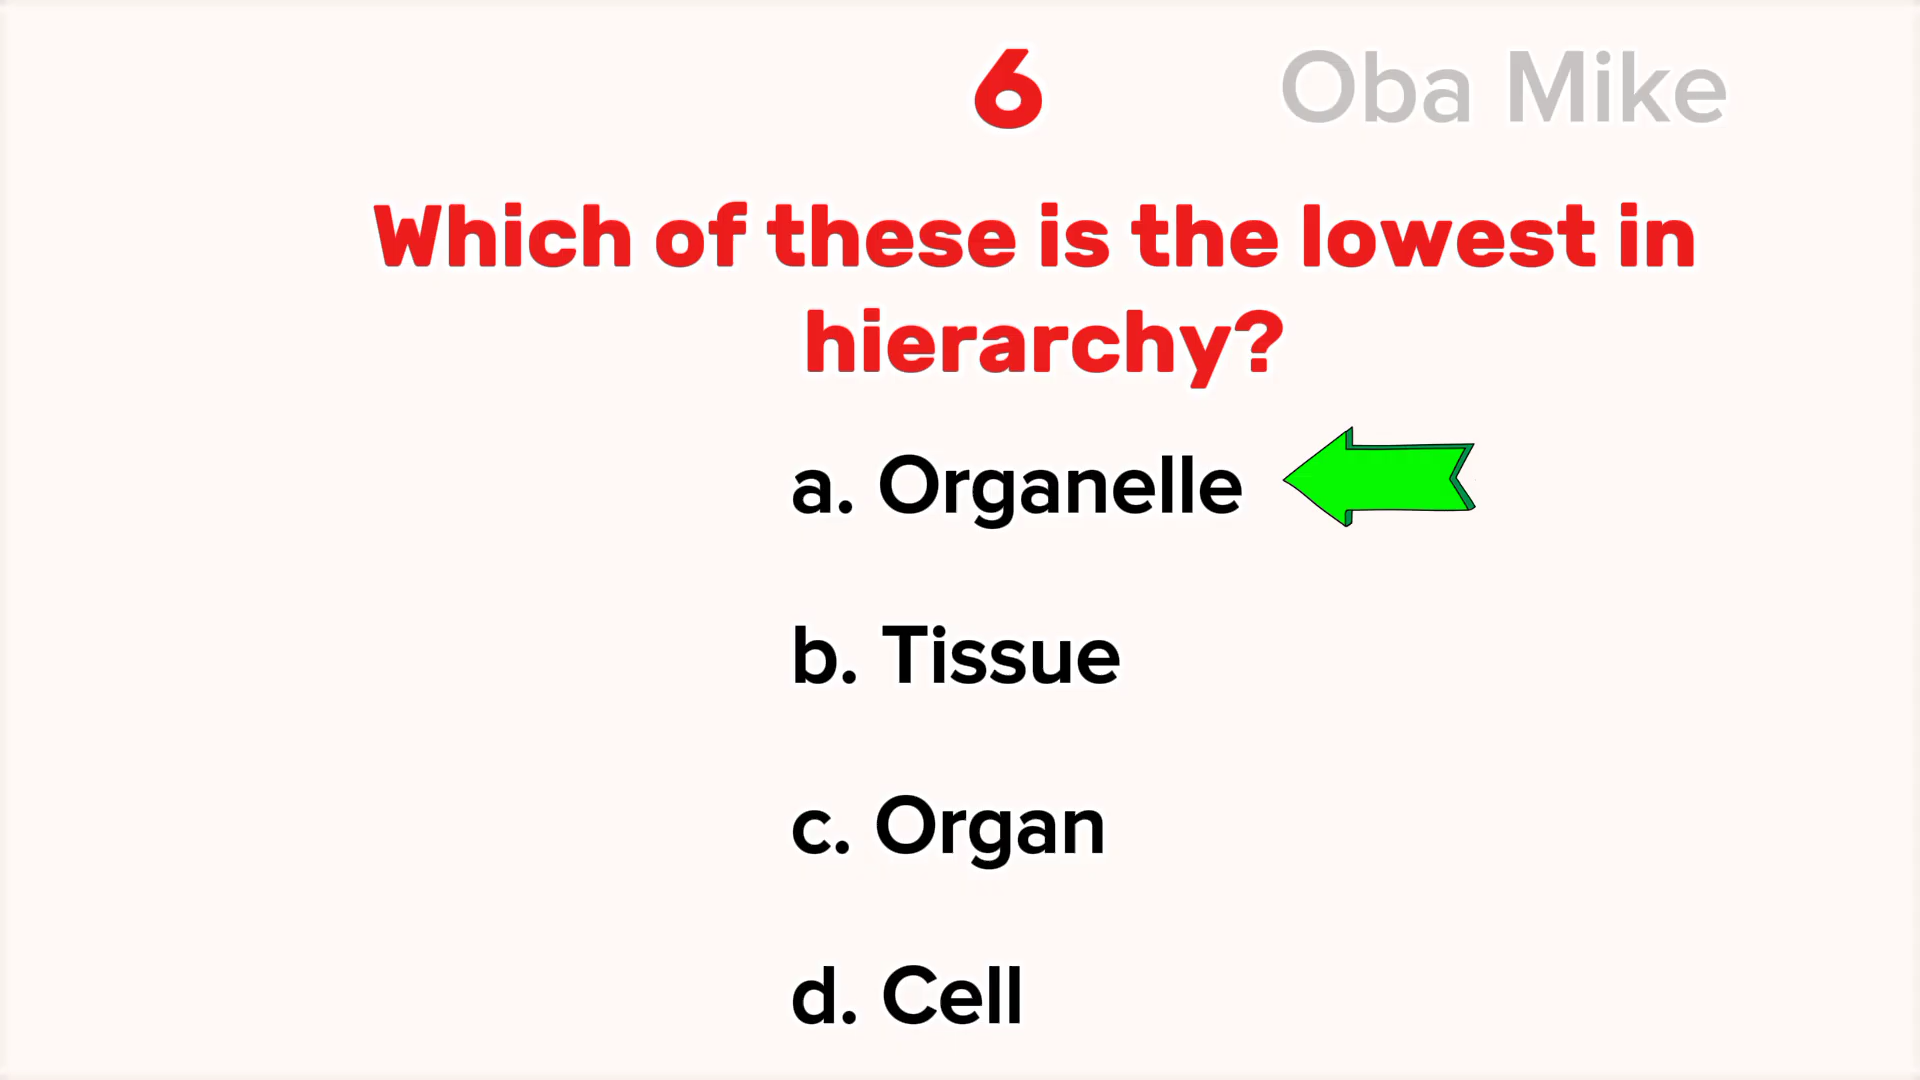 6
Oba Mike
Which of these is the lowest in
hierarchy?
a. Organelle
b. Tissue
c. Organ
d. Cell